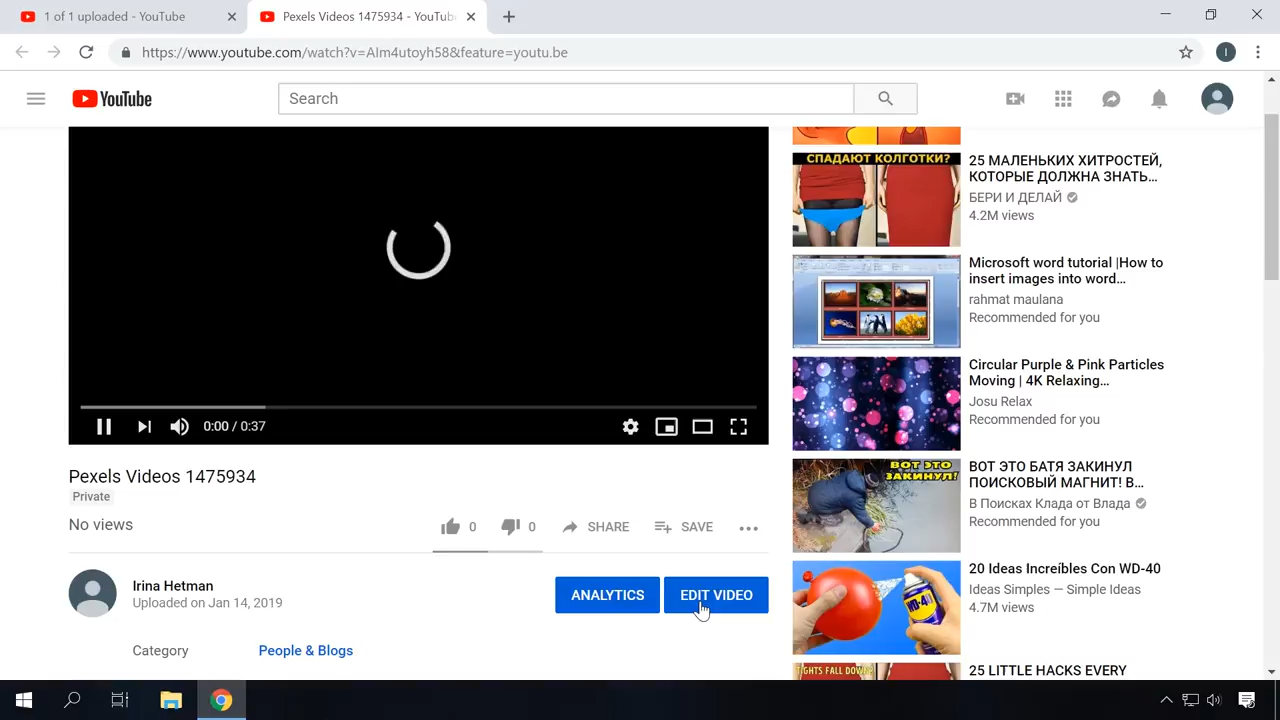 1 of 1 uploaded - YouTube
Pexels Videos 1475934 - YouTub
https://www.youtube.com/watch?v=AIm4utoyh58&feature=youtu.be
I
YouTube
Search
СПАДАЮТ КОЛГОТКИ?
25 МАЛЕНЬКИХ ХИТРОСТЕЙ,
КОТОРЫЕ ДОЛЖНА ЗНАТЬ...
БЕРИ И ДЕЛАЙ
4.2M views
Microsoft word tutorial |How to
insert images into word...
rahmat maulana
Recommended for you
Circular Purple & Pink Particles
Moving | 4K Relaxing...
Josu Relax
Recommended for you
0:00 / 0:37
Pexels Videos 1475934
Private
No views
0
0
SHARE
SAVE
ВОТ ЭТО
ЗАКИНУЛ!
ВОТ ЭТО БАТЯ ЗАКИНУЛ
ПОИСКОВЫЙ МАГНИТ! В...
В Поисках Клада от Влада
Recommended for you
Irina Hetman
Uploaded on Jan 14, 2019
ANALYTICS
EDIT VIDEO
Category
People & Blogs
WD-40
20 Ideas Increíbles Con WD-40
Ideas Simples — Simple Ideas
4.7M views
TIGHTS FALL DOWN?
25 LITTLE HACKS EVERY